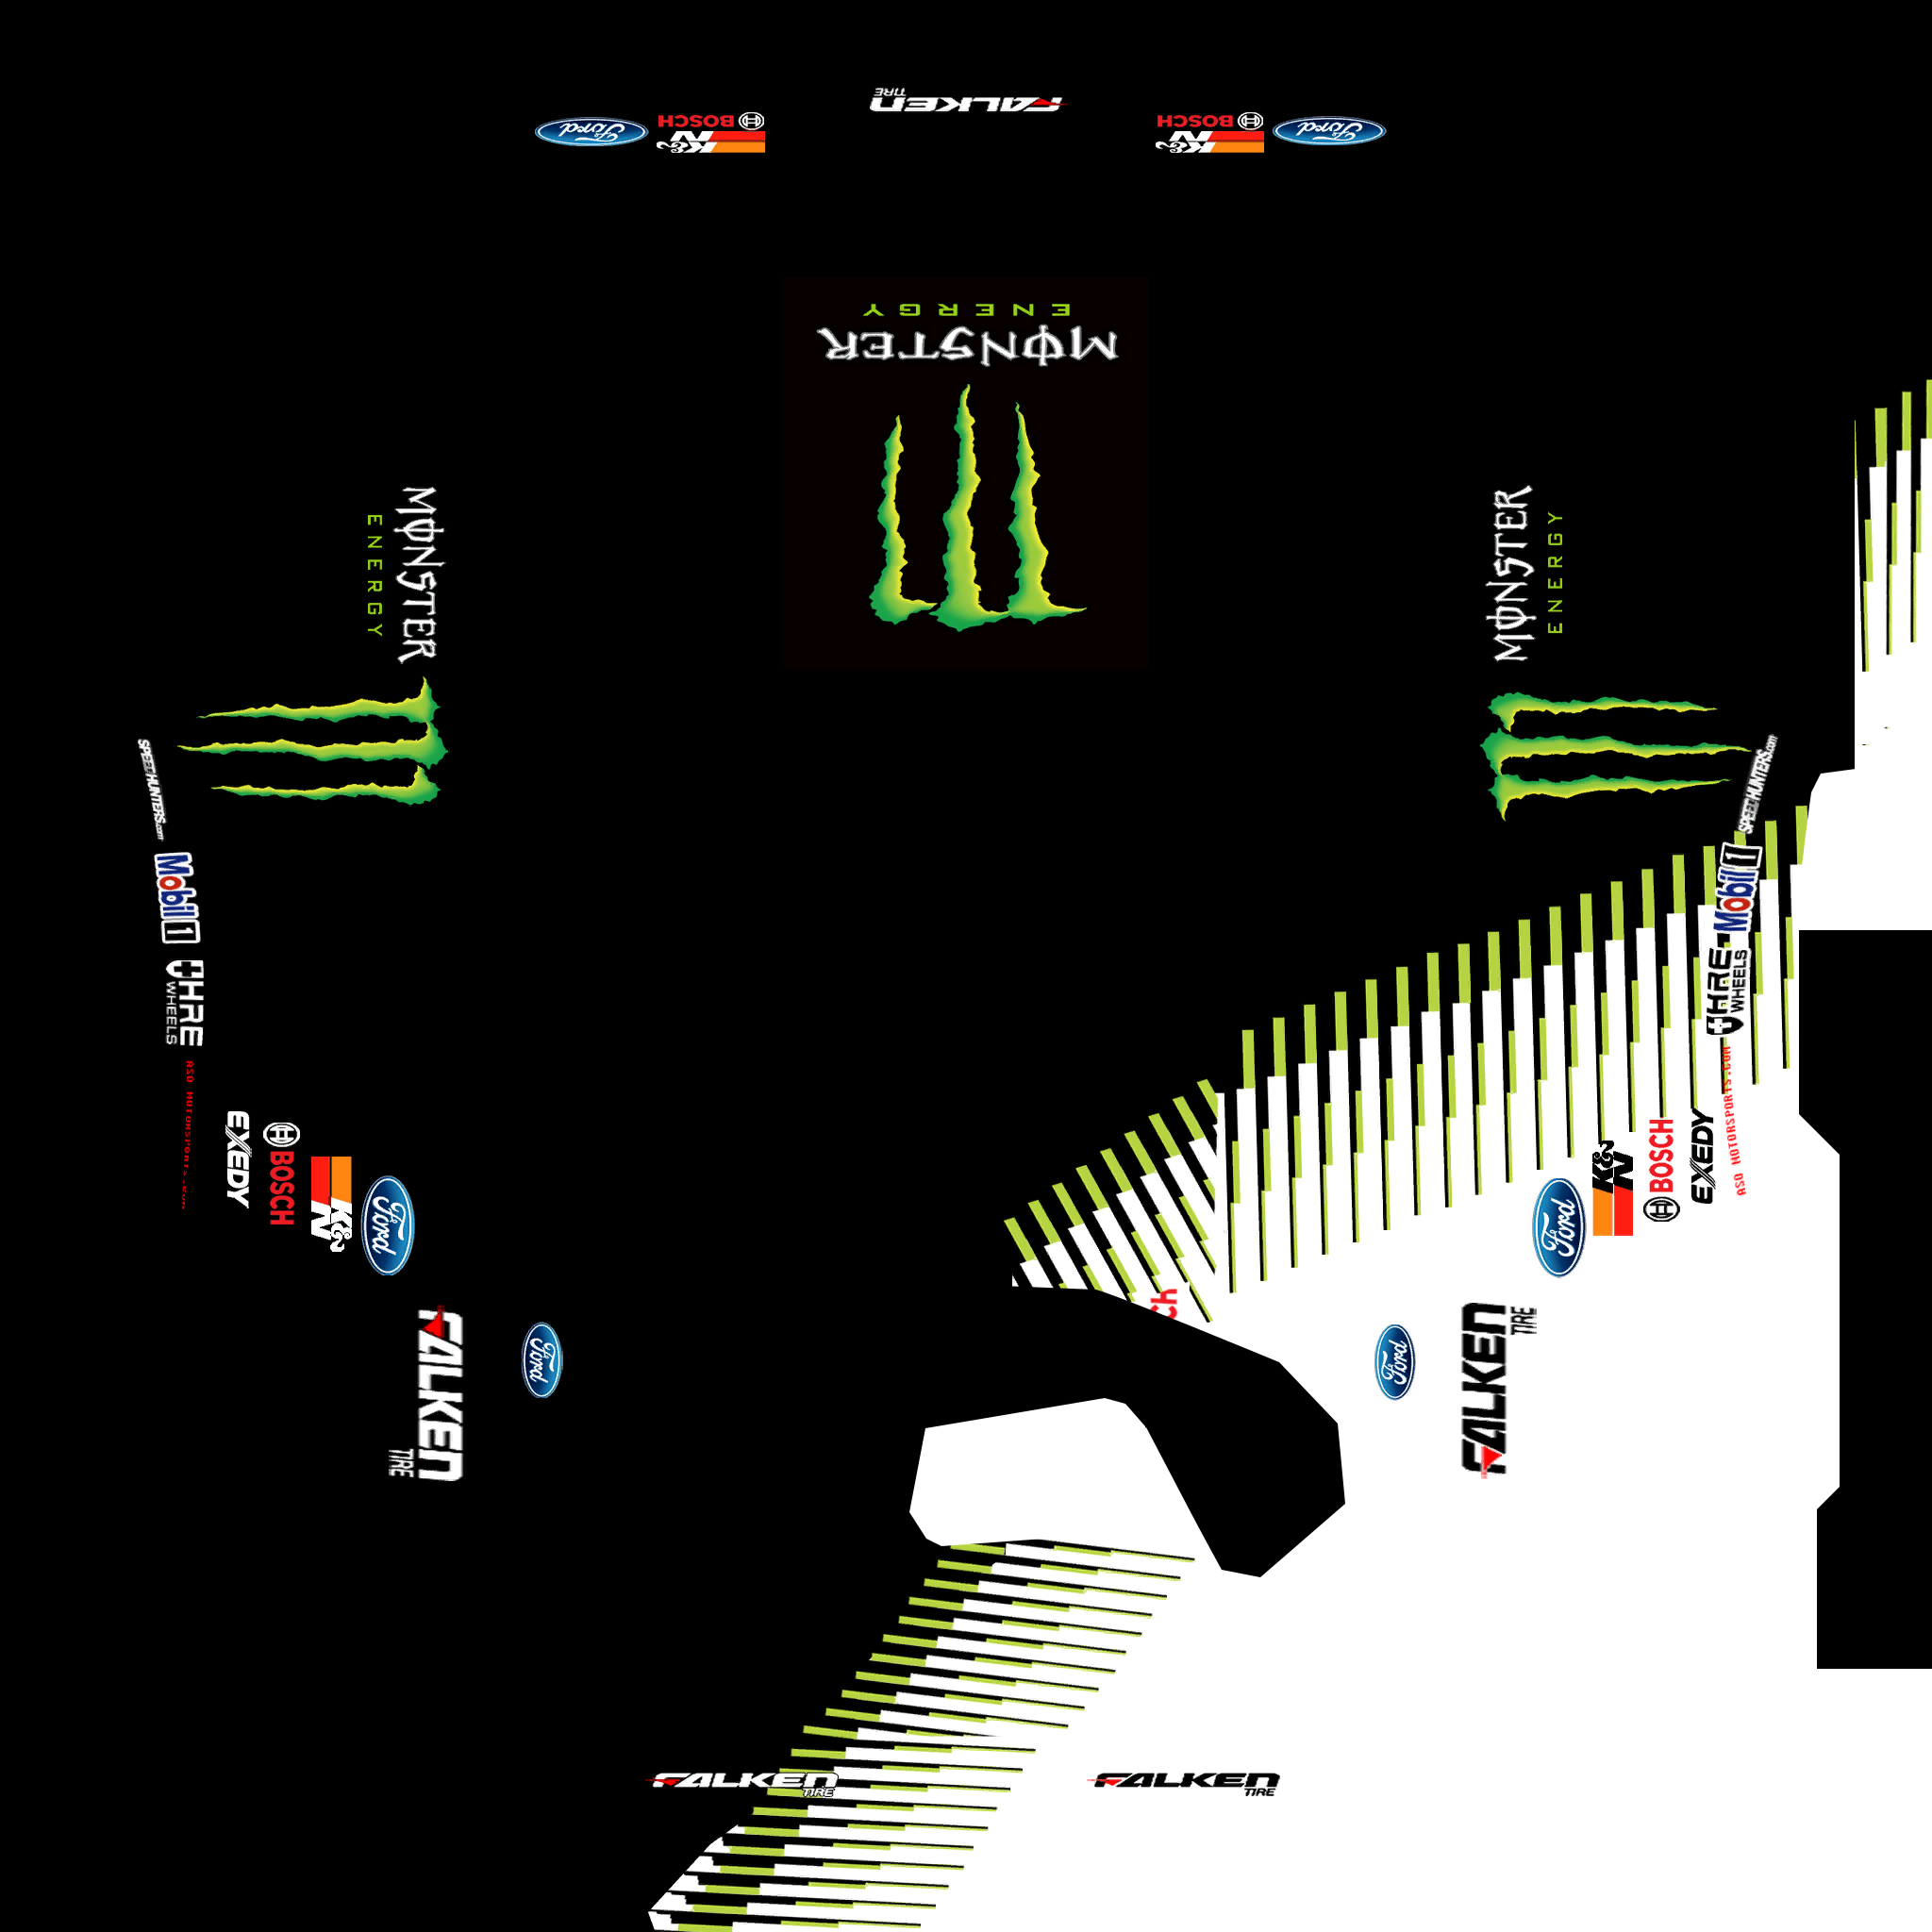 FALKEN
TIRE
Ford
BOSCH
K&N
BOSCH
K&N
Ford
MONSTER
ENERGY
MONSTER
ENERGY
MONSTER
ENERGY
SPEEDHUNTERS.com
Mobil 1
HRE
WHEELS
ASD MOTORSPORTS.COM
EXEDY
BOSCH
K&N
Ford
FALKEN
TIRE
Ford
SPEEDHUNTERS.com
Mobil 1
HRE
WHEELS
ASD MOTORSPORTS.COM
EXEDY
BOSCH
K&N
Ford
CH
Ford
FALKEN
TIRE
FALKEN
TIRE
FALKEN
TIRE